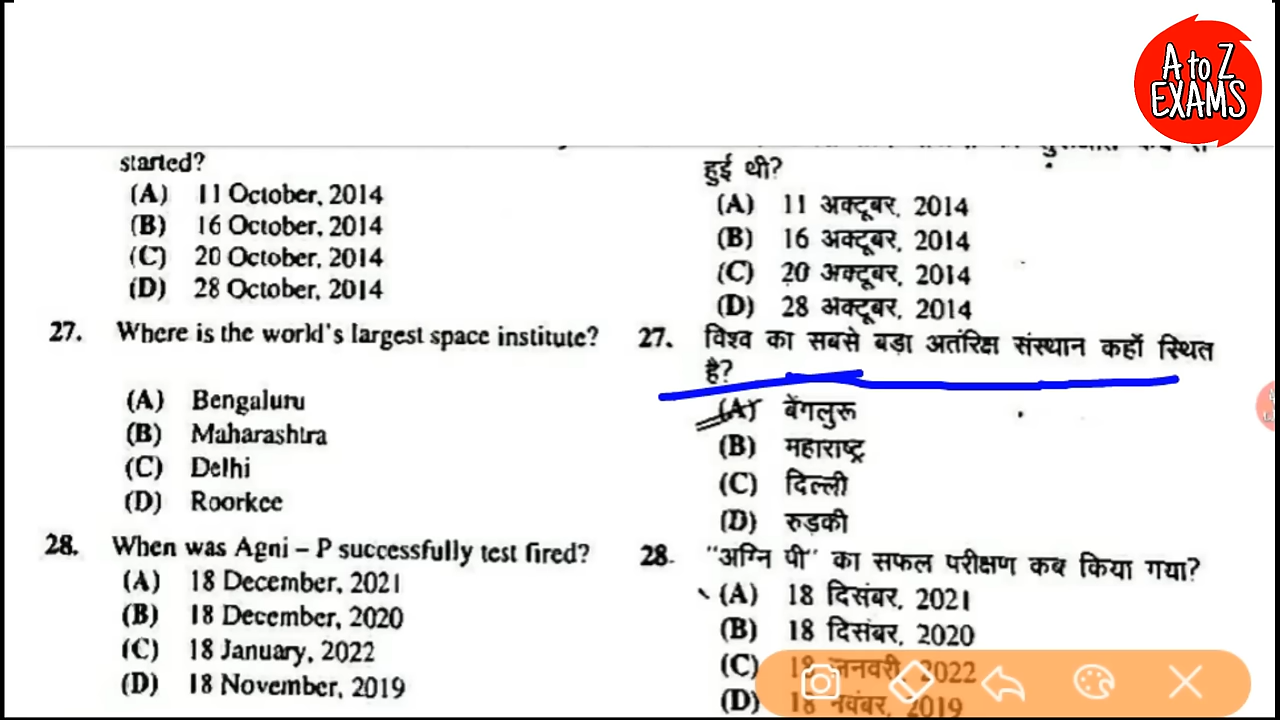 A to Z
EXAMS
started?
(A) 11 October, 2014
(B) 16 October, 2014
(C) 20 October, 2014
(D) 28 October, 2014
27. Where is the world's largest space institute?
(A) Bengaluru
(B) Maharashtra
(C) Delhi
(D) Roorkee
28. When was Agni – P successfully test fired?
(A) 18 December, 2021
(B) 18 December, 2020
(C) 18 January, 2022
(D) 18 November, 2019
हुई थी?
(A) 11 अक्टूबर, 2014
(B) 16 अक्टूबर, 2014
(C) 20 अक्टूबर, 2014
(D) 28 अक्टूबर, 2014
27. विश्व का सबसे बड़ा अतंरिक्ष संस्थान कहाँ स्थित
है?
(A) बेंगलुरू
(B) महाराष्ट्र
(C) दिल्ली
(D) रुड़की
28. "अग्नि पी" का सफल परीक्षण कब किया गया?
(A) 18 दिसंबर, 2021
(B) 18 दिसंबर, 2020
(C) 18 जनवरी, 2022
(D) 18 नवंबर, 2019